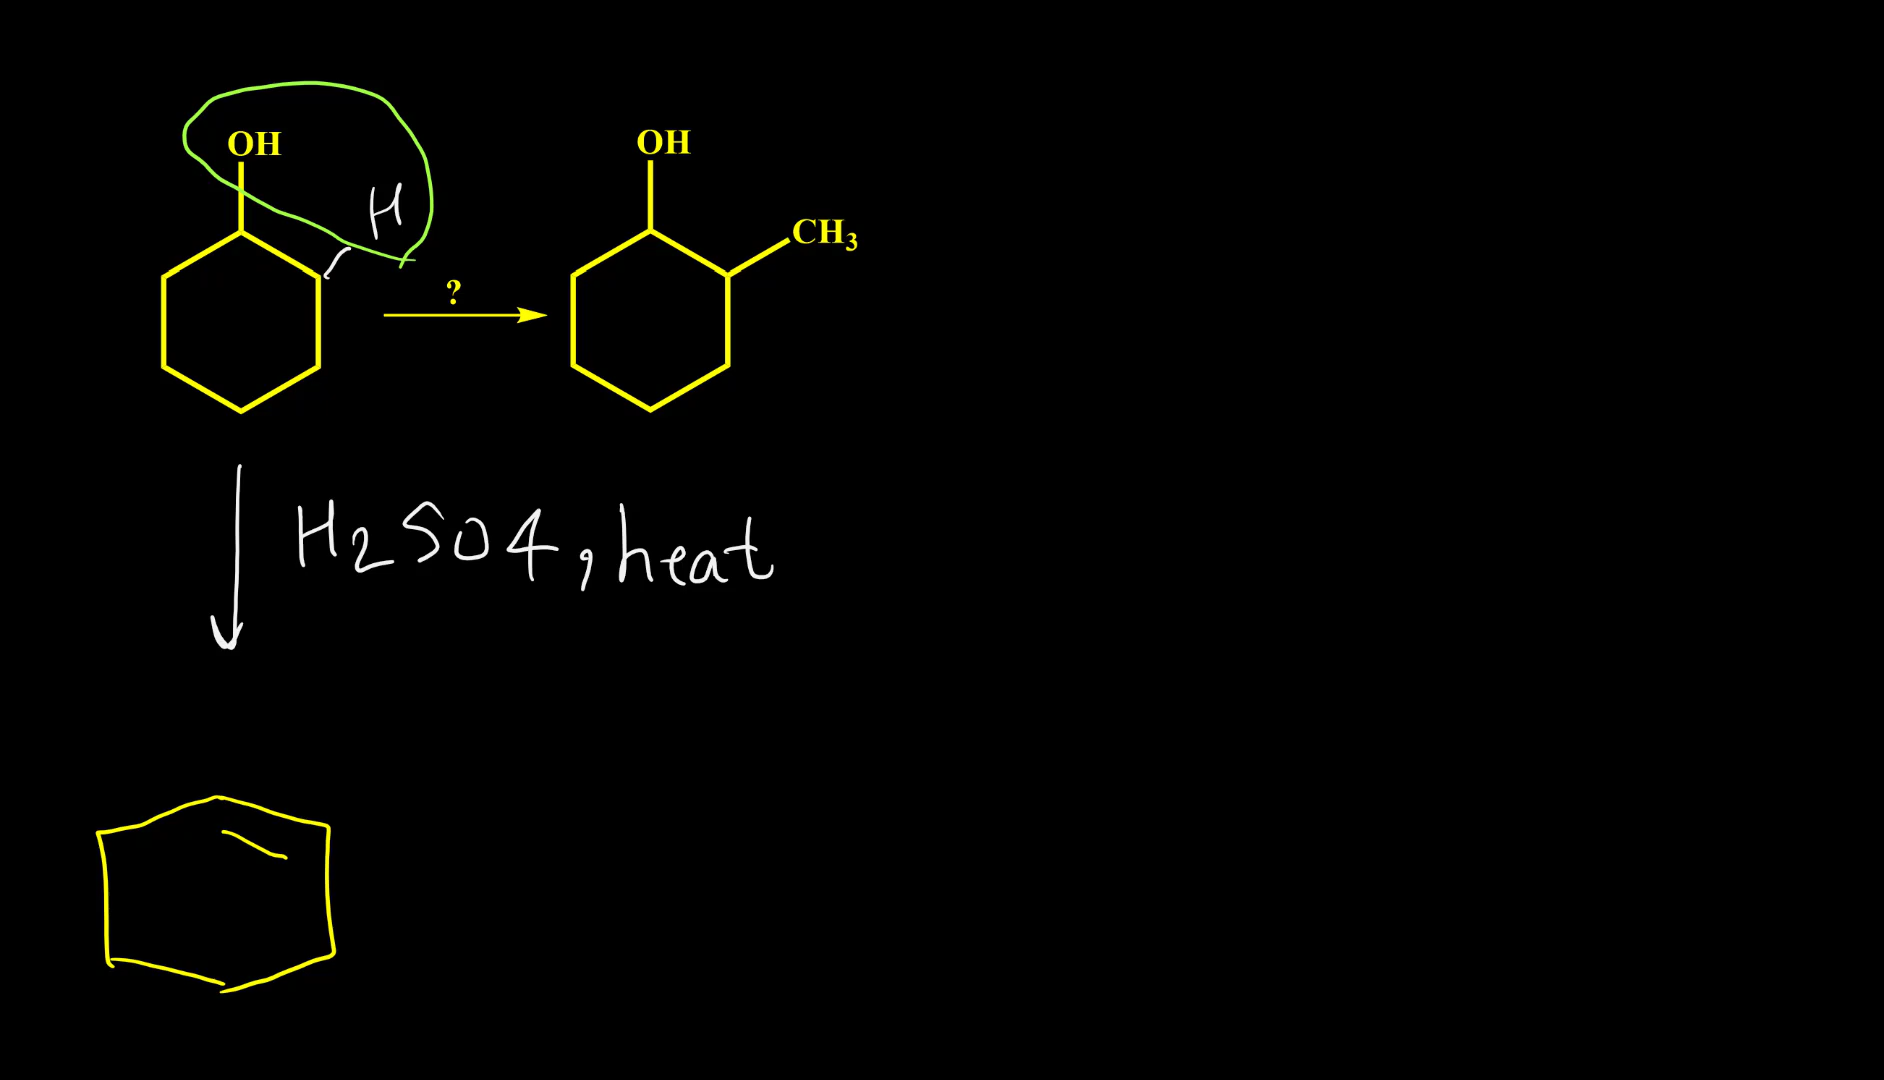 OH
OH
H
CH₃
?
H2SO4, heat